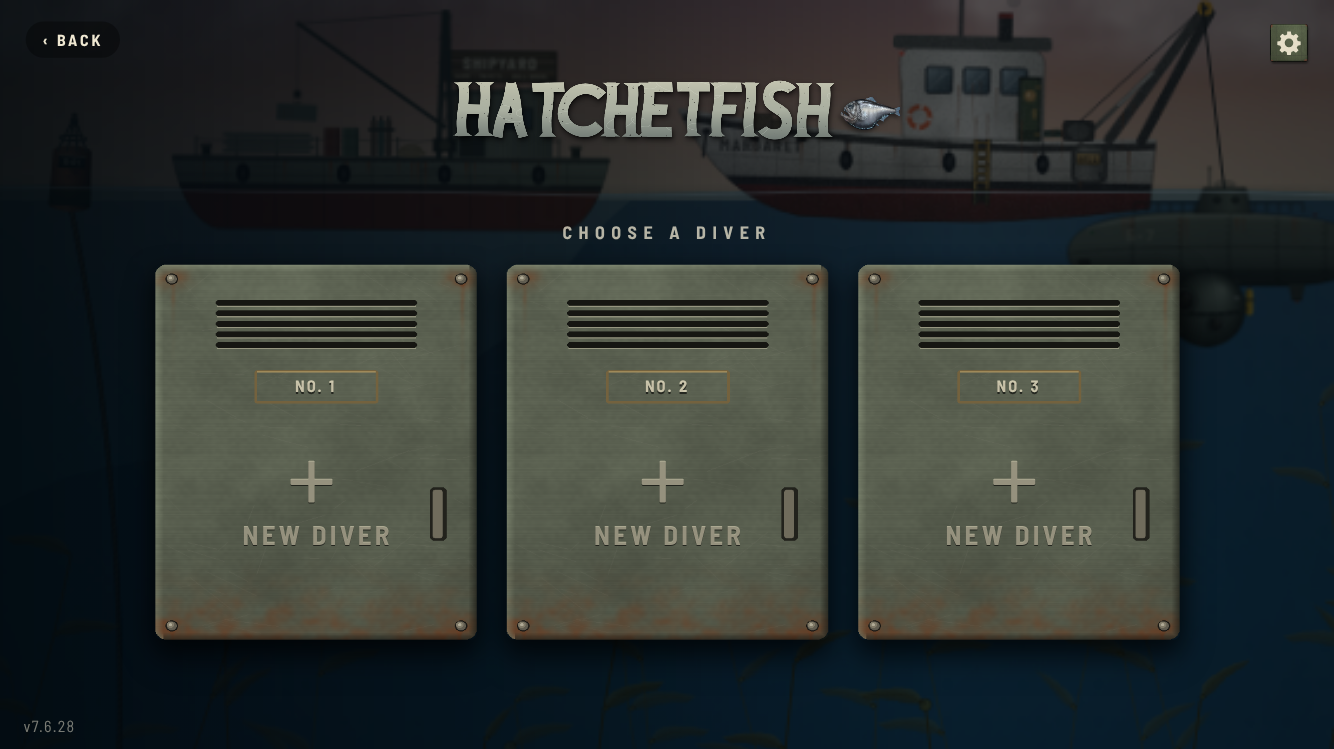 ‹ BACK
SHIPYARD
HATCHETFISH
MARGARET
CHOOSE A DIVER
NO. 1
NO. 2
NO. 3
NEW DIVER
NEW DIVER
NEW DIVER
v7.6.28